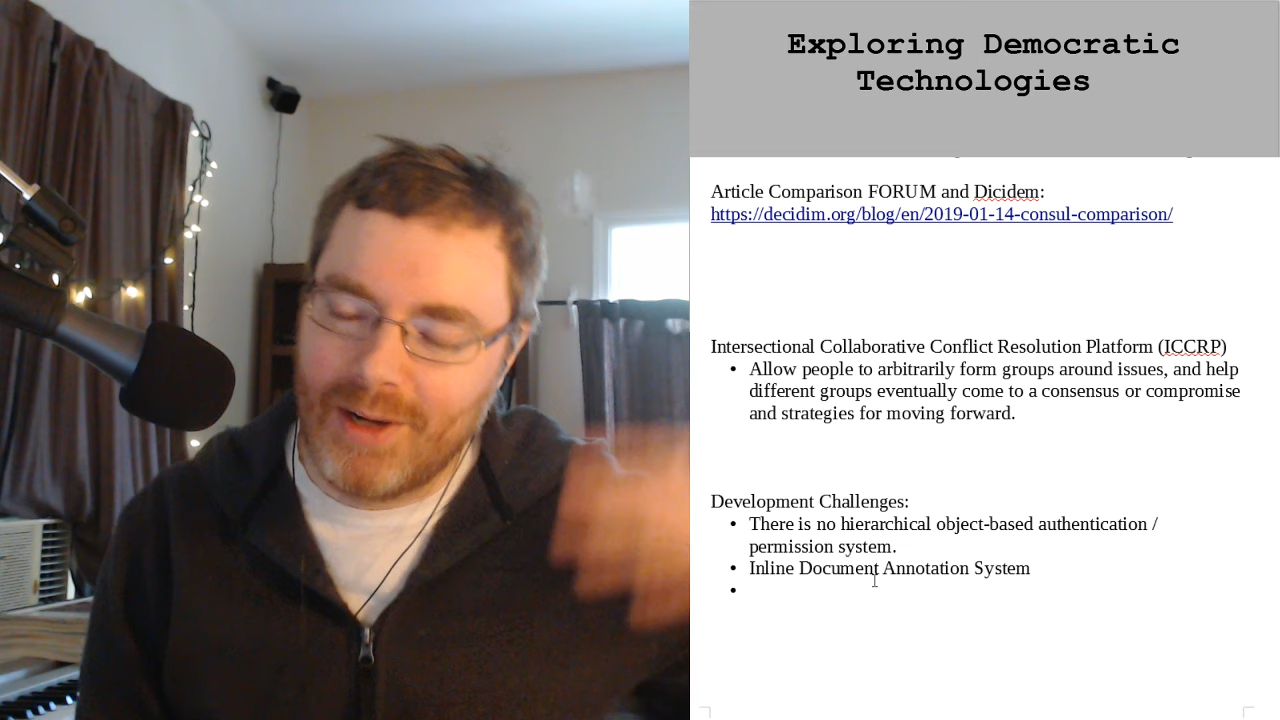 Exploring Democratic
Technologies
Article Comparison FORUM and Dicidem:
https://decidim.org/blog/en/2019-01-14-consul-comparison/
Intersectional Collaborative Conflict Resolution Platform (ICCRP)
• Allow people to arbitrarily form groups around issues, and help
different groups eventually come to a consensus or compromise
and strategies for moving forward.
Development Challenges:
• There is no hierarchical object-based authentication /
permission system.
• Inline Document Annotation System
•